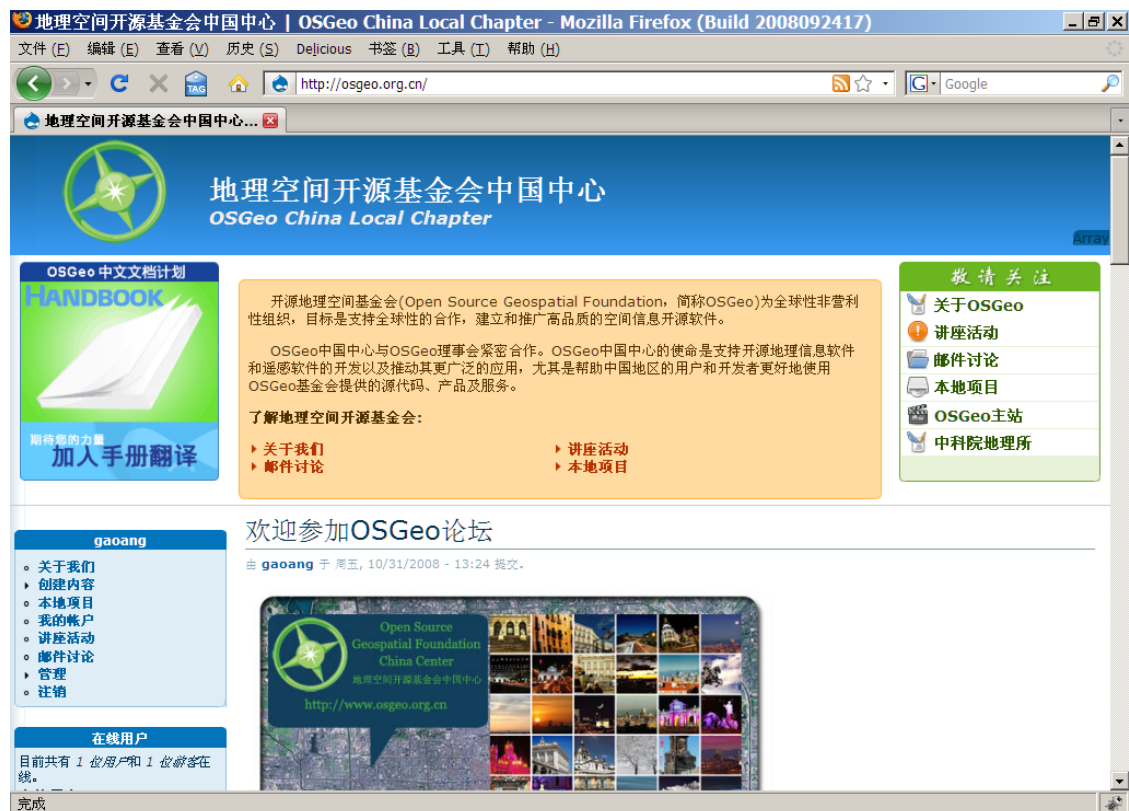 地理空间开源基金会中国中心 | OSGeo China Local Chapter - Mozilla Firefox (Build 2008092417)
文件 (F) 编辑 (E) 查看 (V) 历史 (S) Delicious 书签 (B) 工具 (T) 帮助 (H)
TAG
http://osgeo.org.cn/
G
Google
地理空间开源基金会中国中心...
地理空间开源基金会中国中心
OSGeo China Local Chapter
Array
OSGeo 中文文档计划
HANDBOOK
期待您的力量
加入手册翻译
开源地理空间基金会(Open Source Geospatial Foundation，简称OSGeo)为全球性非营利
性组织，目标是支持全球性的合作，建立和推广高品质的空间信息开源软件。
OSGeo中国中心与OSGeo理事会紧密合作。OSGeo中国中心的使命是支持开源地理信息软件
和遥感软件的开发以及推动其更广泛的应用，尤其是帮助中国地区的用户和开发者更好地使用
OSGeo基金会提供的源代码、产品及服务。
了解地理空间开源基金会:
关于我们 讲座活动
邮件讨论 本地项目
敬请关注
关于OSGeo
讲座活动
邮件讨论
本地项目
OSGeo主站
中科院地理所
gaoang
关于我们
创建内容
本地项目
我的帐户
讲座活动
邮件讨论
管理
注销
在线用户
目前共有 1 位用户和 1 位游客在
线。
欢迎参加OSGeo论坛
由 gaoang 于 周五, 10/31/2008 - 13:24 提交.
Open Source
Geospatial Foundation
China Center
地理空间开源基金会中国中心
http://www.osgeo.org.cn
完成